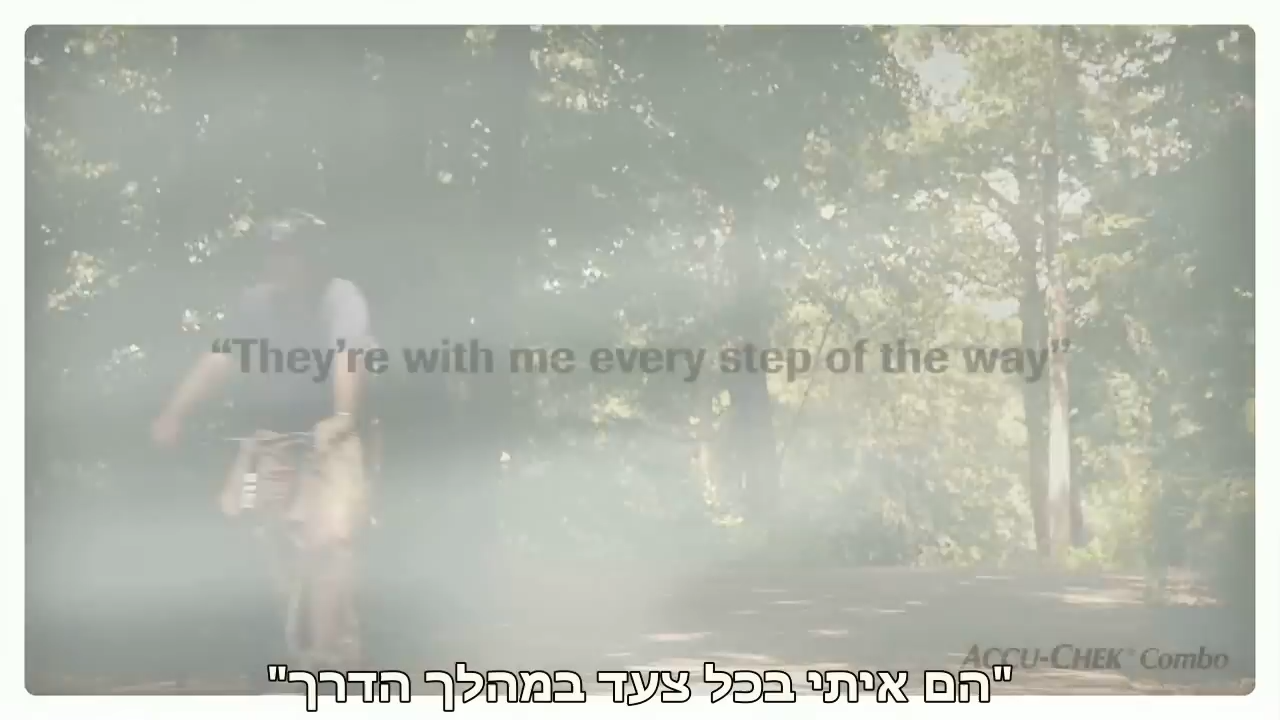 “They’re with me every step of the way”
ACCU-CHEK® Combo
"הם איתי בכל צעד במהלך הדרך"